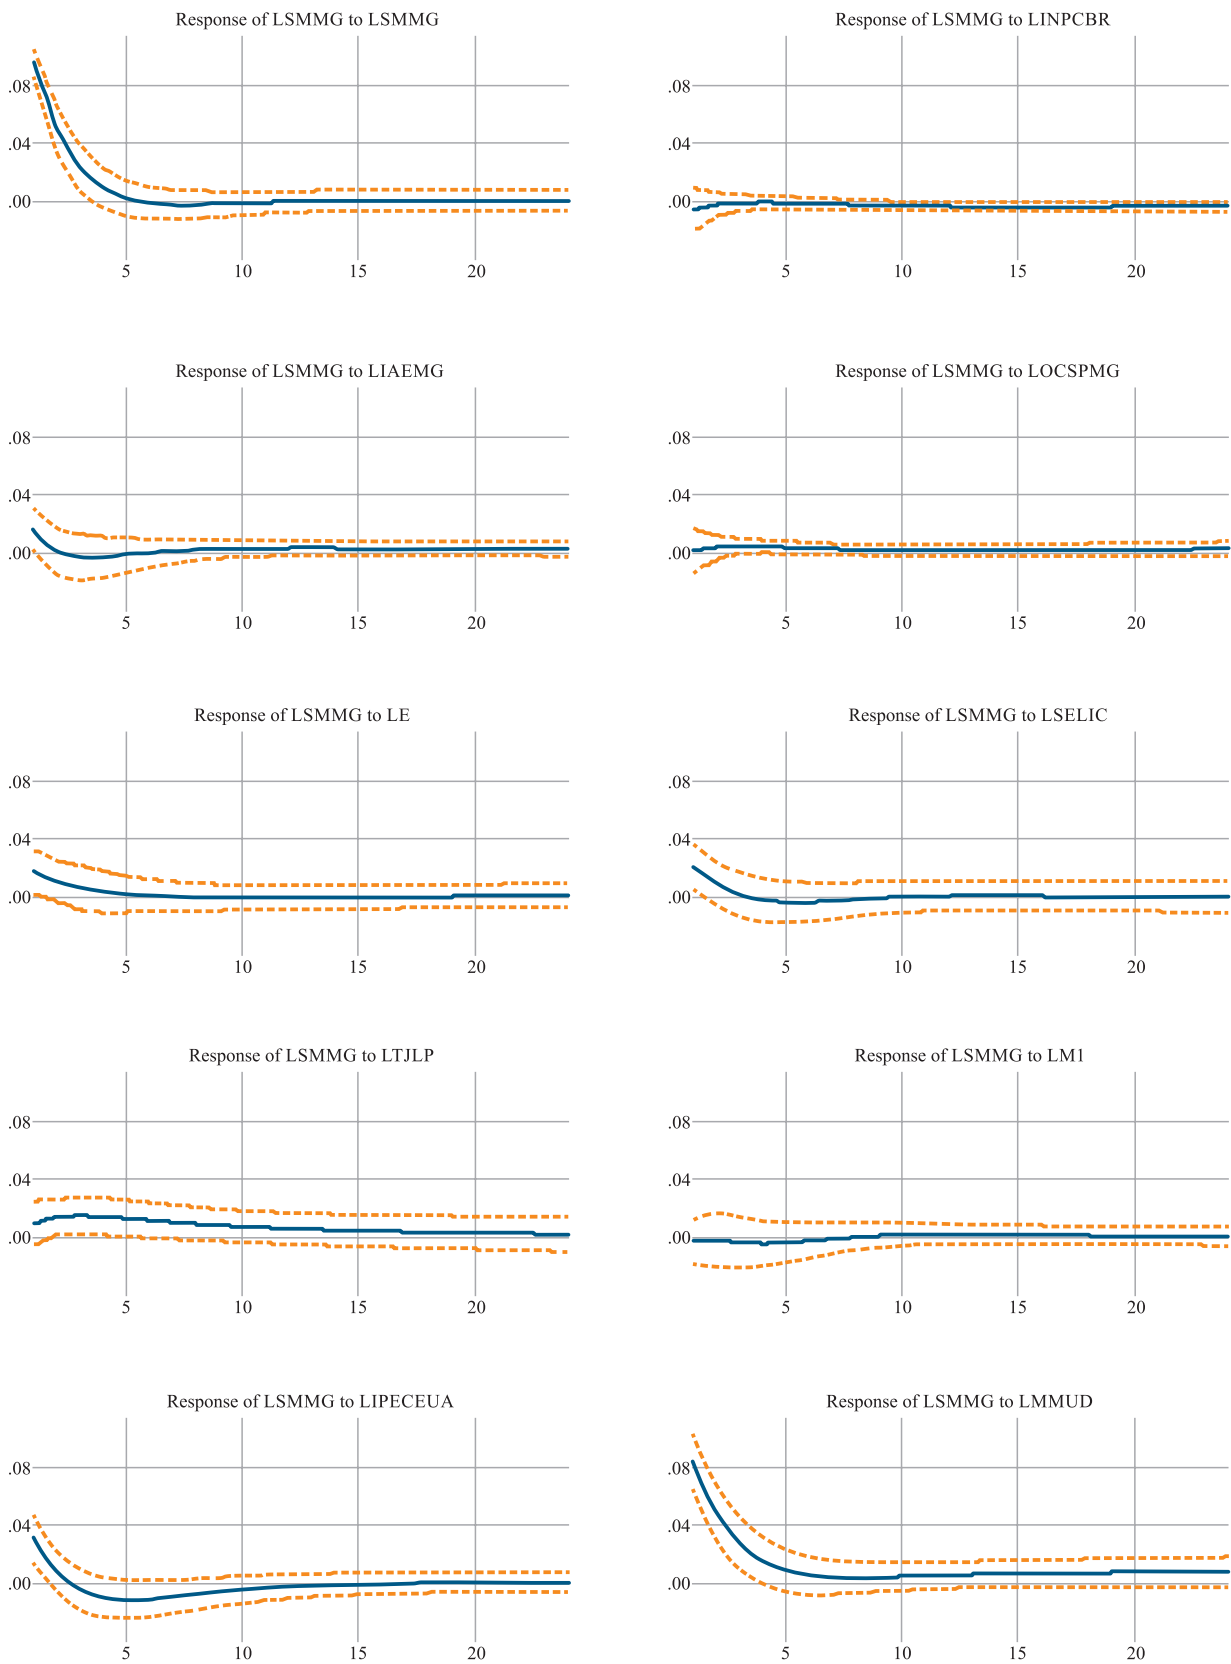 Response of LSMMG to LSMMG
.08
.04
.00
5 10 15 20
Response of LSMMG to LINPCBR
.08
.04
.00
5 10 15 20
Response of LSMMG to LIAEMG
.08
.04
.00
5 10 15 20
Response of LSMMG to LOCSPMG
.08
.04
.00
5 10 15 20
Response of LSMMG to LE
.08
.04
.00
5 10 15 20
Response of LSMMG to LSELIC
.08
.04
.00
5 10 15 20
Response of LSMMG to LTJLP
.08
.04
.00
5 10 15 20
Response of LSMMG to LM1
.08
.04
.00
5 10 15 20
Response of LSMMG to LIPECEUA
.08
.04
.00
5 10 15 20
Response of LSMMG to LMMUD
.08
.04
.00
5 10 15 20